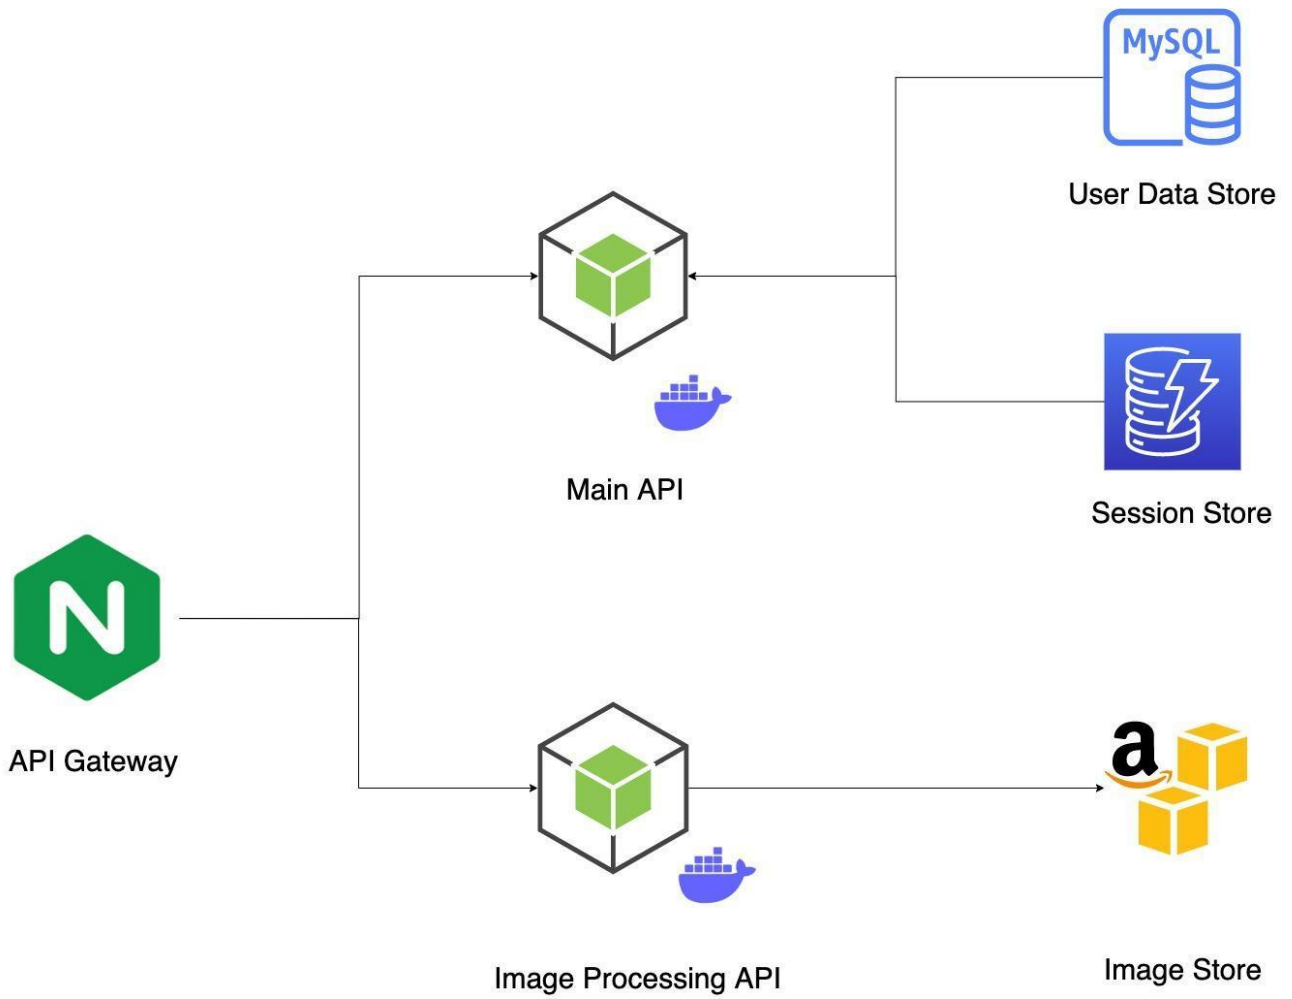 MySQL
User Data Store
Main API
Session Store
N
API Gateway
a
Image Processing API
Image Store